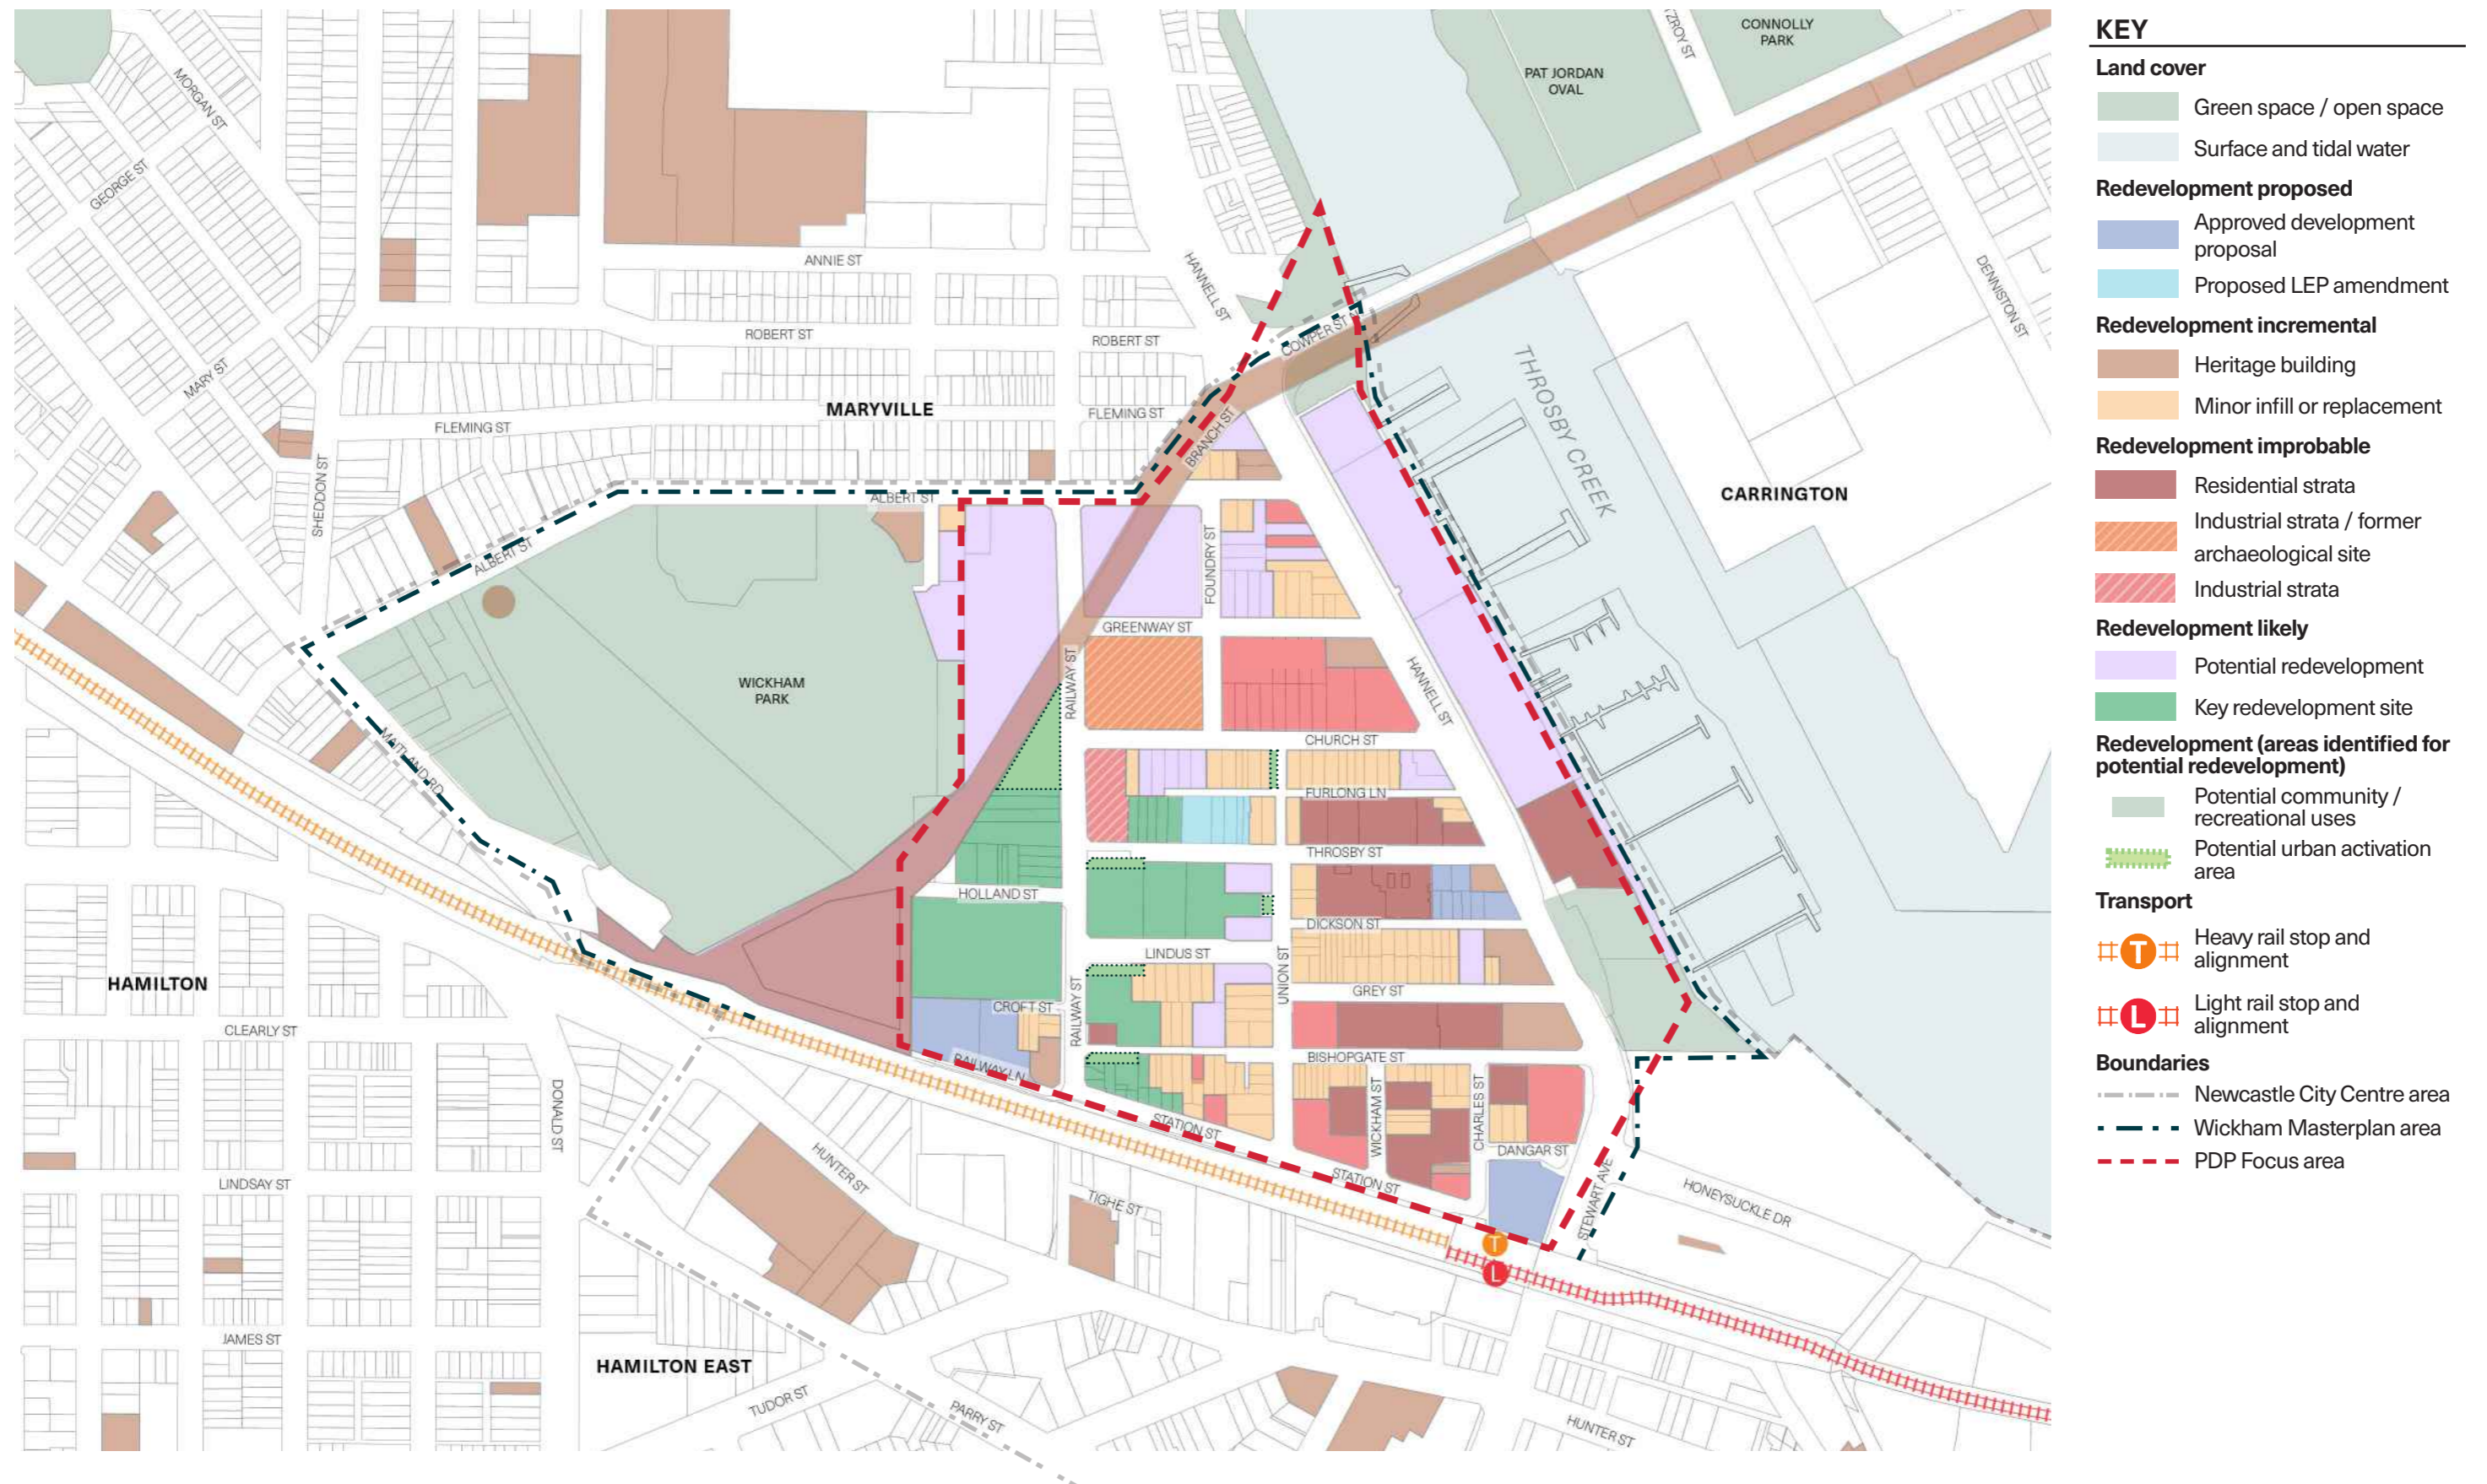 CONNOLLY
PARK
PAT JORDAN
OVAL
MORGAN ST
GEORGE ST
MARY ST
ANNIE ST
HANNELL ST
DENNISTON ST
ROBERT ST
ROBERT ST
COWPER ST
THROSBY CREEK
MARYVILLE
FLEMING ST
FLEMING ST
BRANCH ST
SHEDDON ST
ALBERT ST
ALBERT ST
CARRINGTON
FOUNDRY ST
GREENWAY ST
WICKHAM
PARK
RAILWAY ST
HANNELL ST
MAITLAND RD
CHURCH ST
FURLONG LN
THROSBY ST
HOLLAND ST
DICKSON ST
LINDUS ST
UNION ST
HAMILTON
GREY ST
CROFT ST
RAILWAY ST
CLEARLY ST
BISHOPGATE ST
RAILWAY LN
DONALD ST
WICKHAM ST
CHARLES ST
STATION ST
DANGAR ST
HUNTER ST
STATION ST
LINDSAY ST
TIGHE ST
STEWART AVE
HONEYSUCKLE DR
T
L
JAMES ST
HAMILTON EAST
TUDOR ST
PARRY ST
HUNTER ST
KEY
Land cover
Green space / open space
Surface and tidal water
Redevelopment proposed
Approved development
proposal
Proposed LEP amendment
Redevelopment incremental
Heritage building
Minor infill or replacement
Redevelopment improbable
Residential strata
Industrial strata / former
archaeological site
Industrial strata
Redevelopment likely
Potential redevelopment
Key redevelopment site
Redevelopment (areas identified for
potential redevelopment)
Potential community /
recreational uses
Potential urban activation
area
Transport
T
Heavy rail stop and
alignment
L
Light rail stop and
alignment
Boundaries
Newcastle City Centre area
Wickham Masterplan area
PDP Focus area